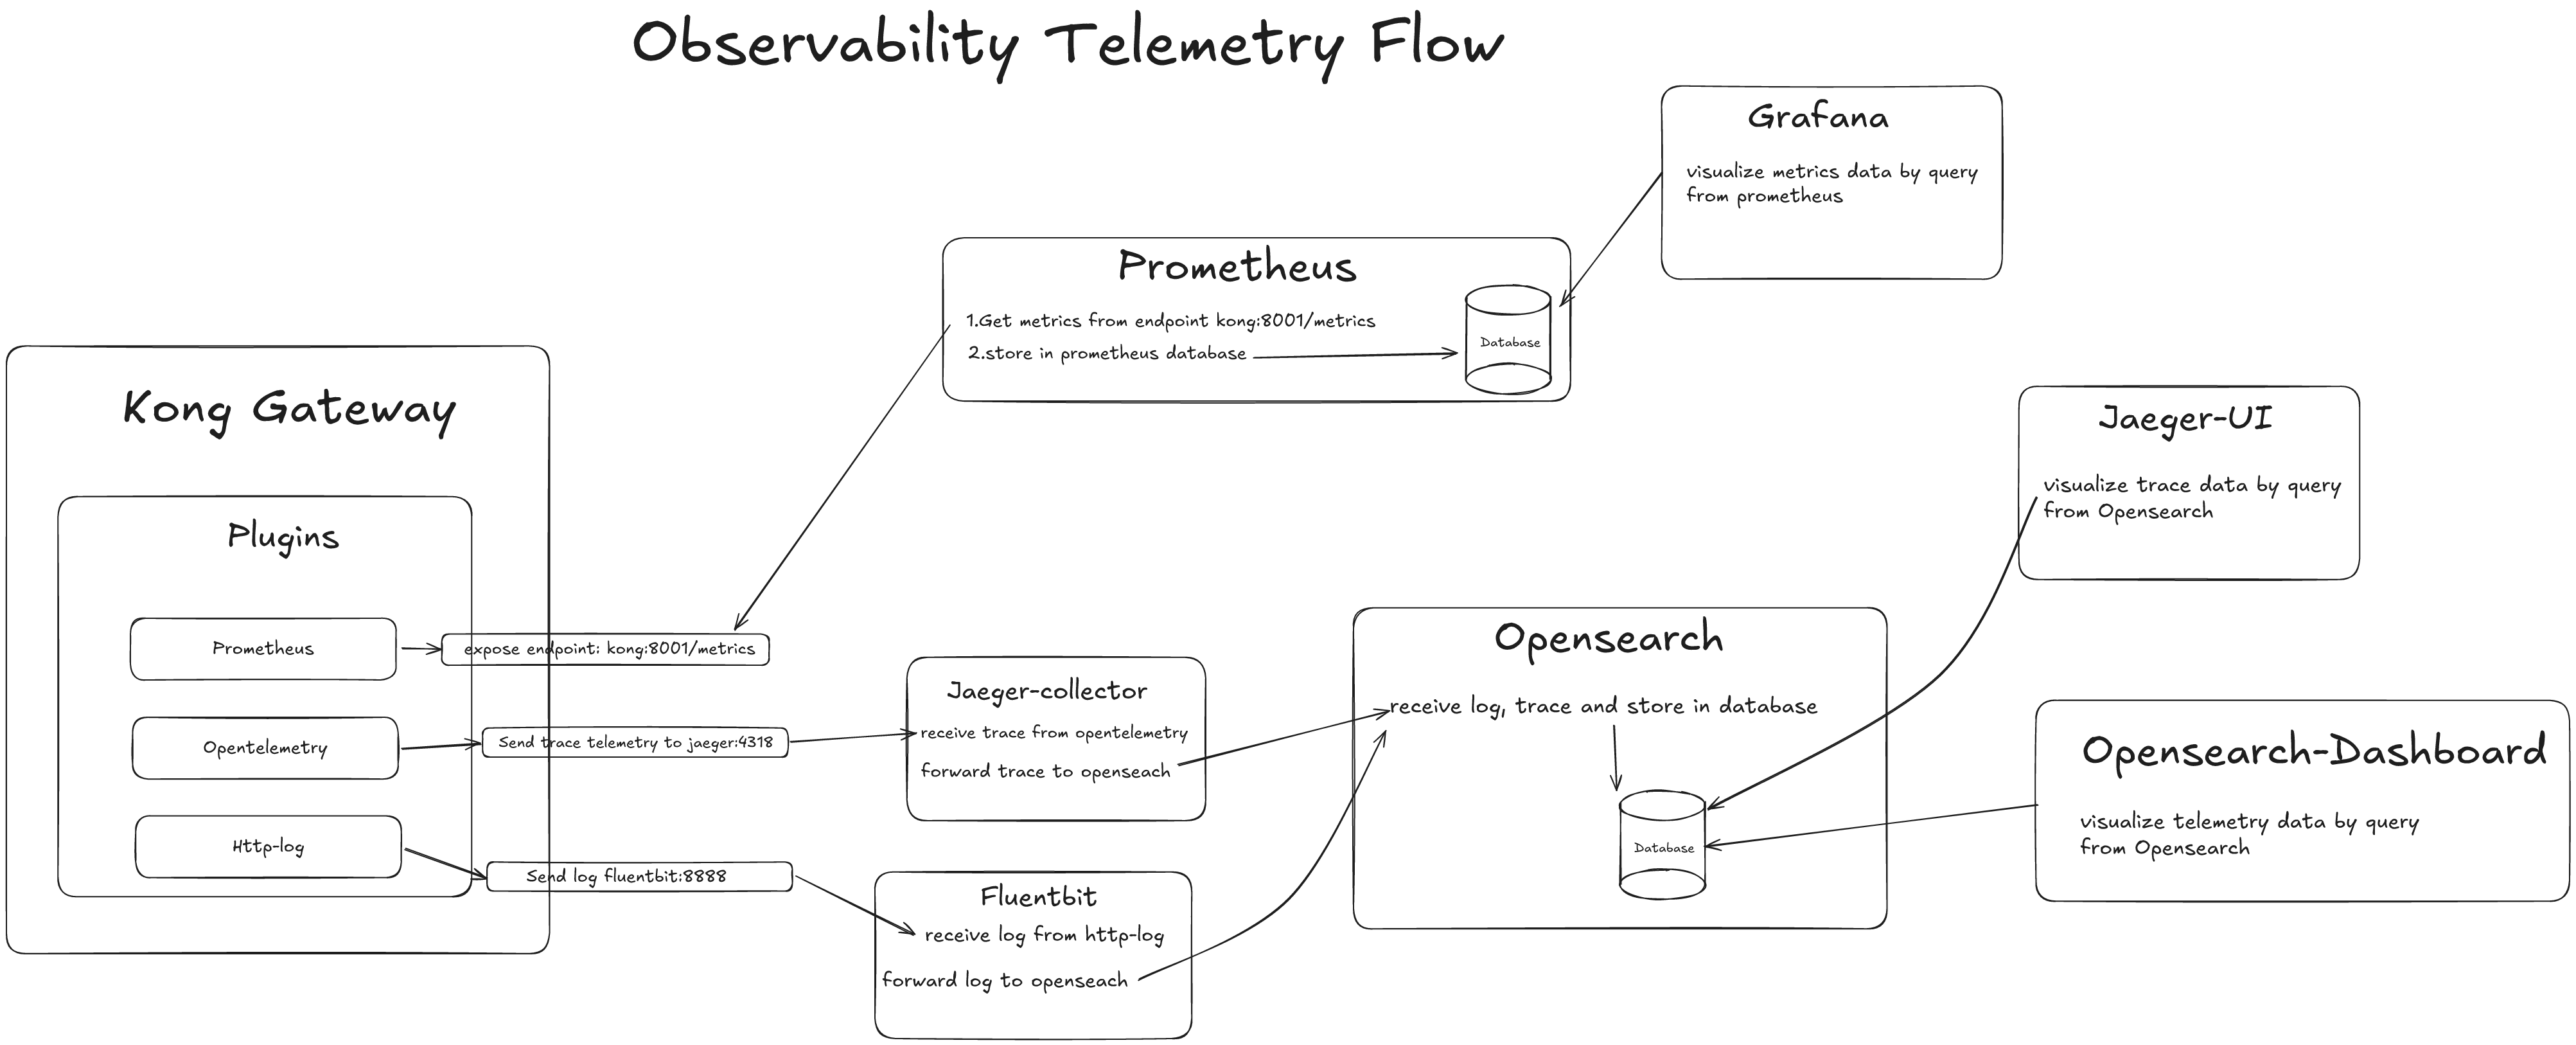 Observability Telemetry Flow
Grafana
visualize metrics data by query
from prometheus
Prometheus
1.Get metrics from endpoint kong:8001/metrics
2.store in prometheus database
Database
Kong Gateway
Plugins
Prometheus
expose endpoint: kong:8001/metrics
Opentelemetry
Send trace telemetry to jaeger:4318
Http-log
Send log fluentbit:8888
Jaeger-collector
receive trace from opentelemetry
forward trace to openseach
Fluentbit
receive log from http-log
forward log to openseach
Opensearch
receive log, trace and store in database
Database
Jaeger-UI
visualize trace data by query
from Opensearch
Opensearch-Dashboard
visualize telemetry data by query
from Opensearch